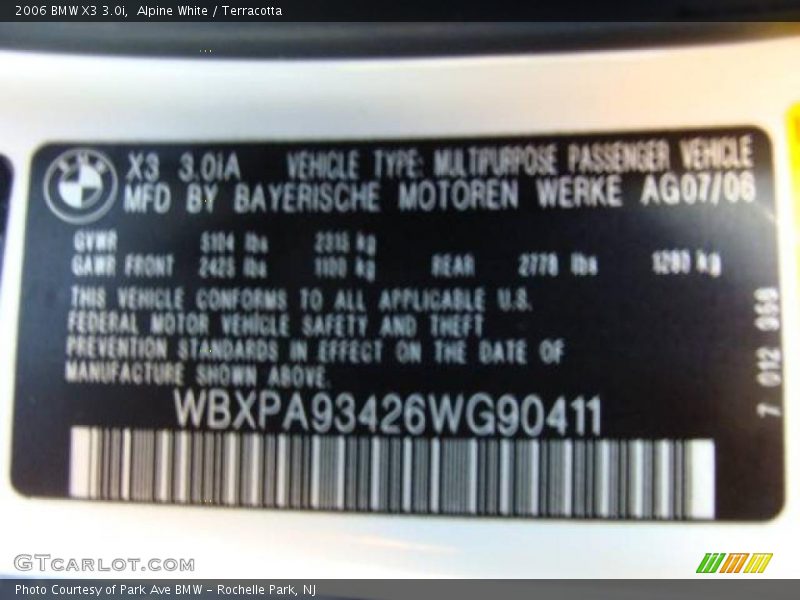 2006 BMW X3 3.0i,  Alpine White / Terracotta
BMW
X3 3.0iA VEHICLE TYPE: MULTIPURPOSE PASSENGER VEHICLE
MFD BY BAYERISCHE MOTOREN WERKE AG07/06
GVWR 5104 lbs 2315 kg
GAWR FRONT 2425 lbs 1100 kg REAR 2778 lbs 1260 kg
THIS VEHICLE CONFORMS TO ALL APPLICABLE U.S.
FEDERAL MOTOR VEHICLE SAFETY AND THEFT
PREVENTION STANDARDS IN EFFECT ON THE DATE OF
MANUFACTURE SHOWN ABOVE.
WBXPA93426WG90411
7 012 959
GTCARLOT.COM
Photo Courtesy of Park Ave BMW - Rochelle Park, NJ